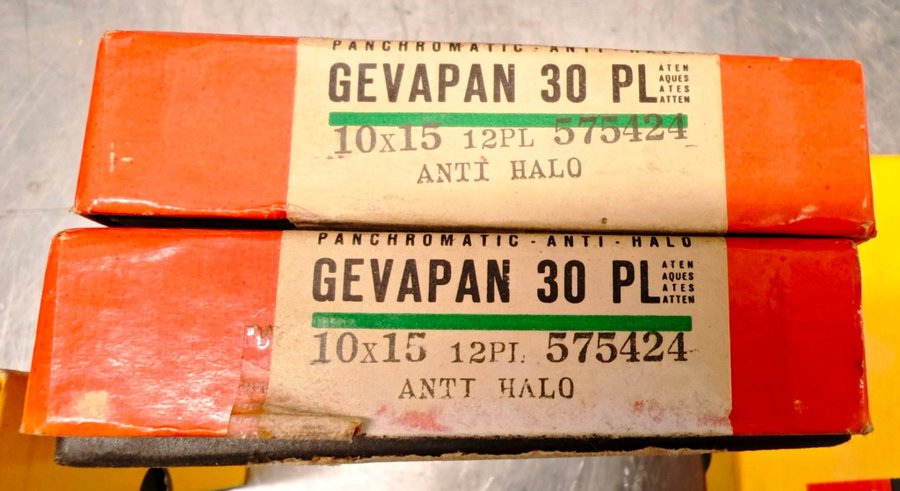 PANCHROMATIC - ANTI - HALO
GEVAPAN 30 PL
ATEN
AQUES
ATES
ATTEN
10x15 12PL 575424
ANTI HALO
PANCHROMATIC - ANTI - HALO
GEVAPAN 30 PL
ATEN
AQUES
ATES
ATTEN
10x15 12PL 575424
ANTI HALO